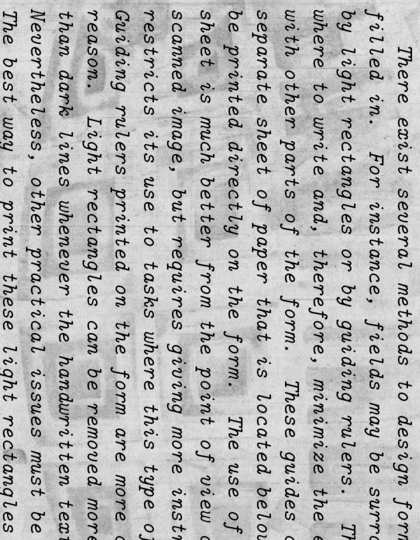 There exist several methods to design form
filled in. For instance, fields may be surro
by light rectangles or by guiding rulers. Th
where to write and, therefore, minimize the e
with other parts of the form. These guides c
separate sheet of paper that is located below
be printed directly on the form. The use of
sheet is much better from the point of view o
scanned image, but requires giving more instr
restricts its use to tasks where this type of
Guiding rulers printed on the form are more c
reason. Light rectangles can be removed more
than dark lines whenever the handwritten text
Nevertheless, other practical issues must be
The best way to print these light rectangles